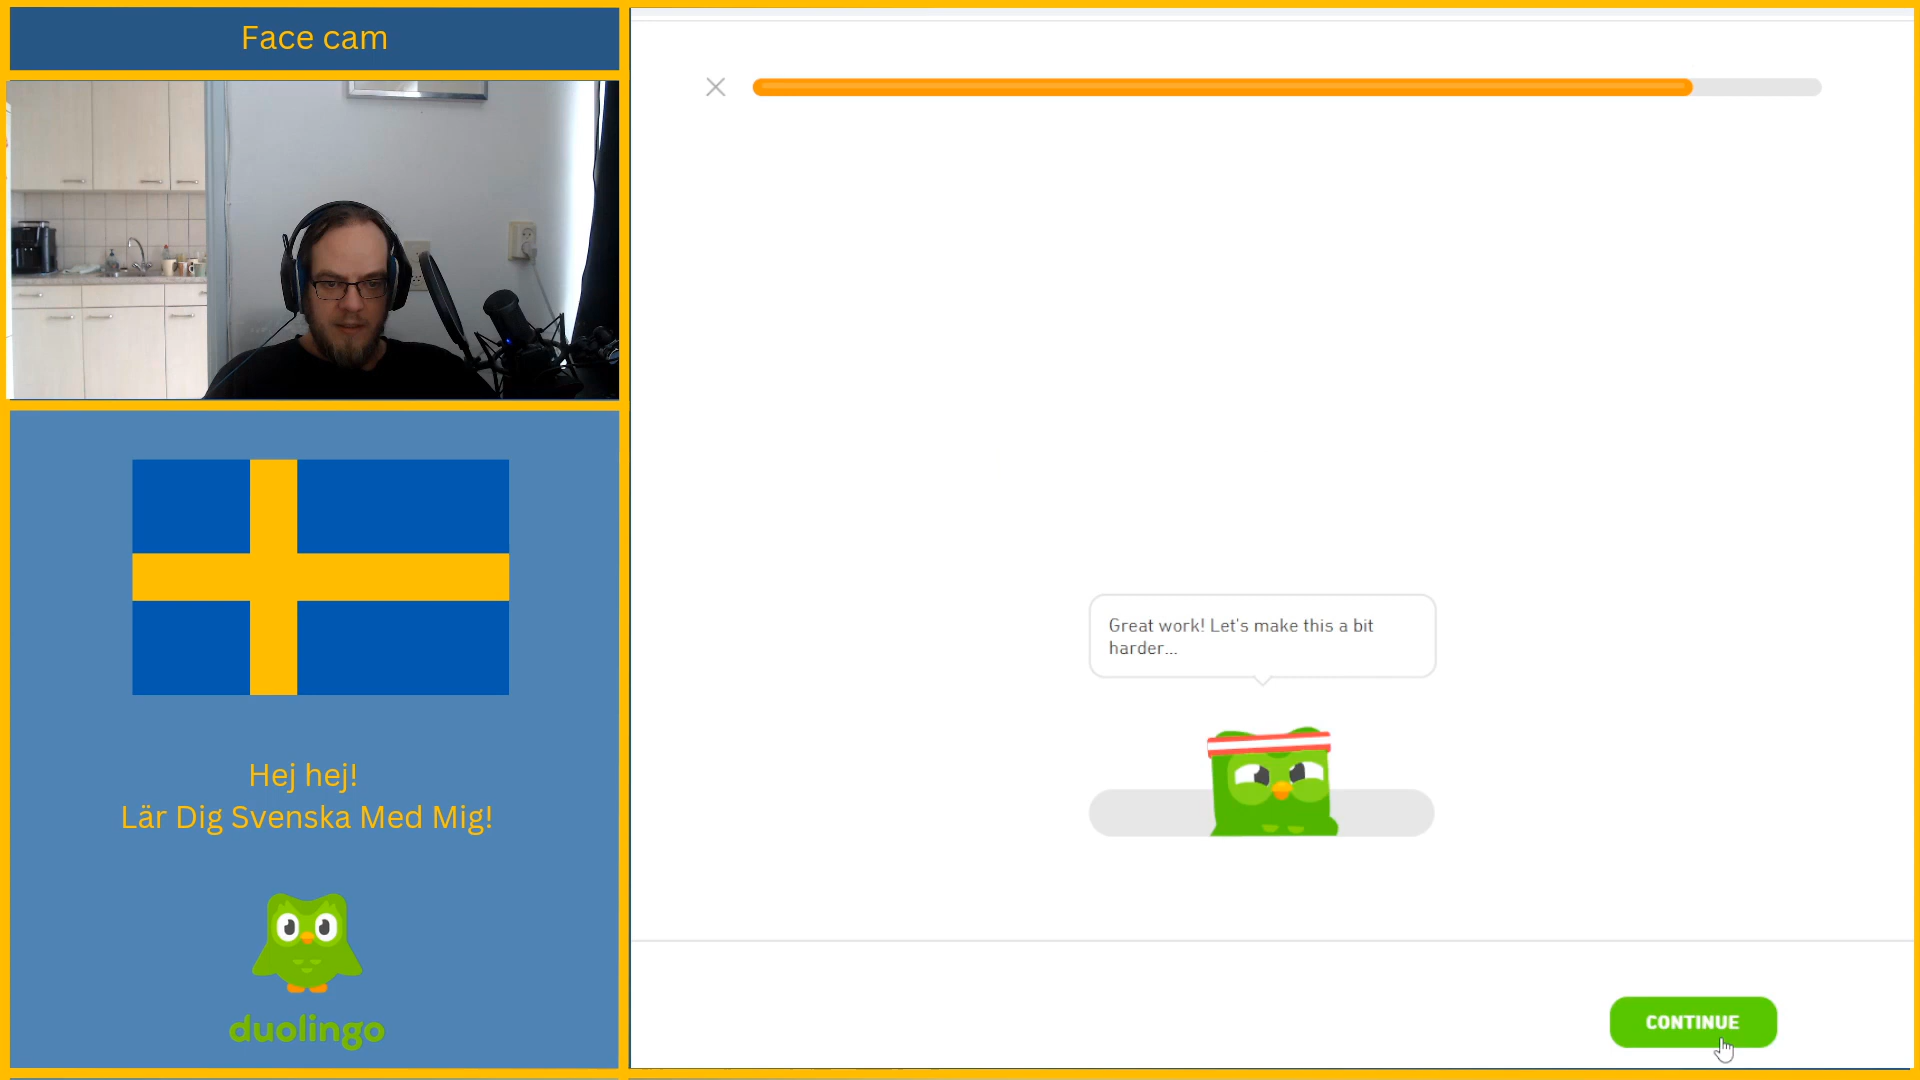 Face cam
Great work! Let's make this a bit
harder...
Hej hej!
Lär Dig Svenska Med Mig!
duolingo
CONTINUE